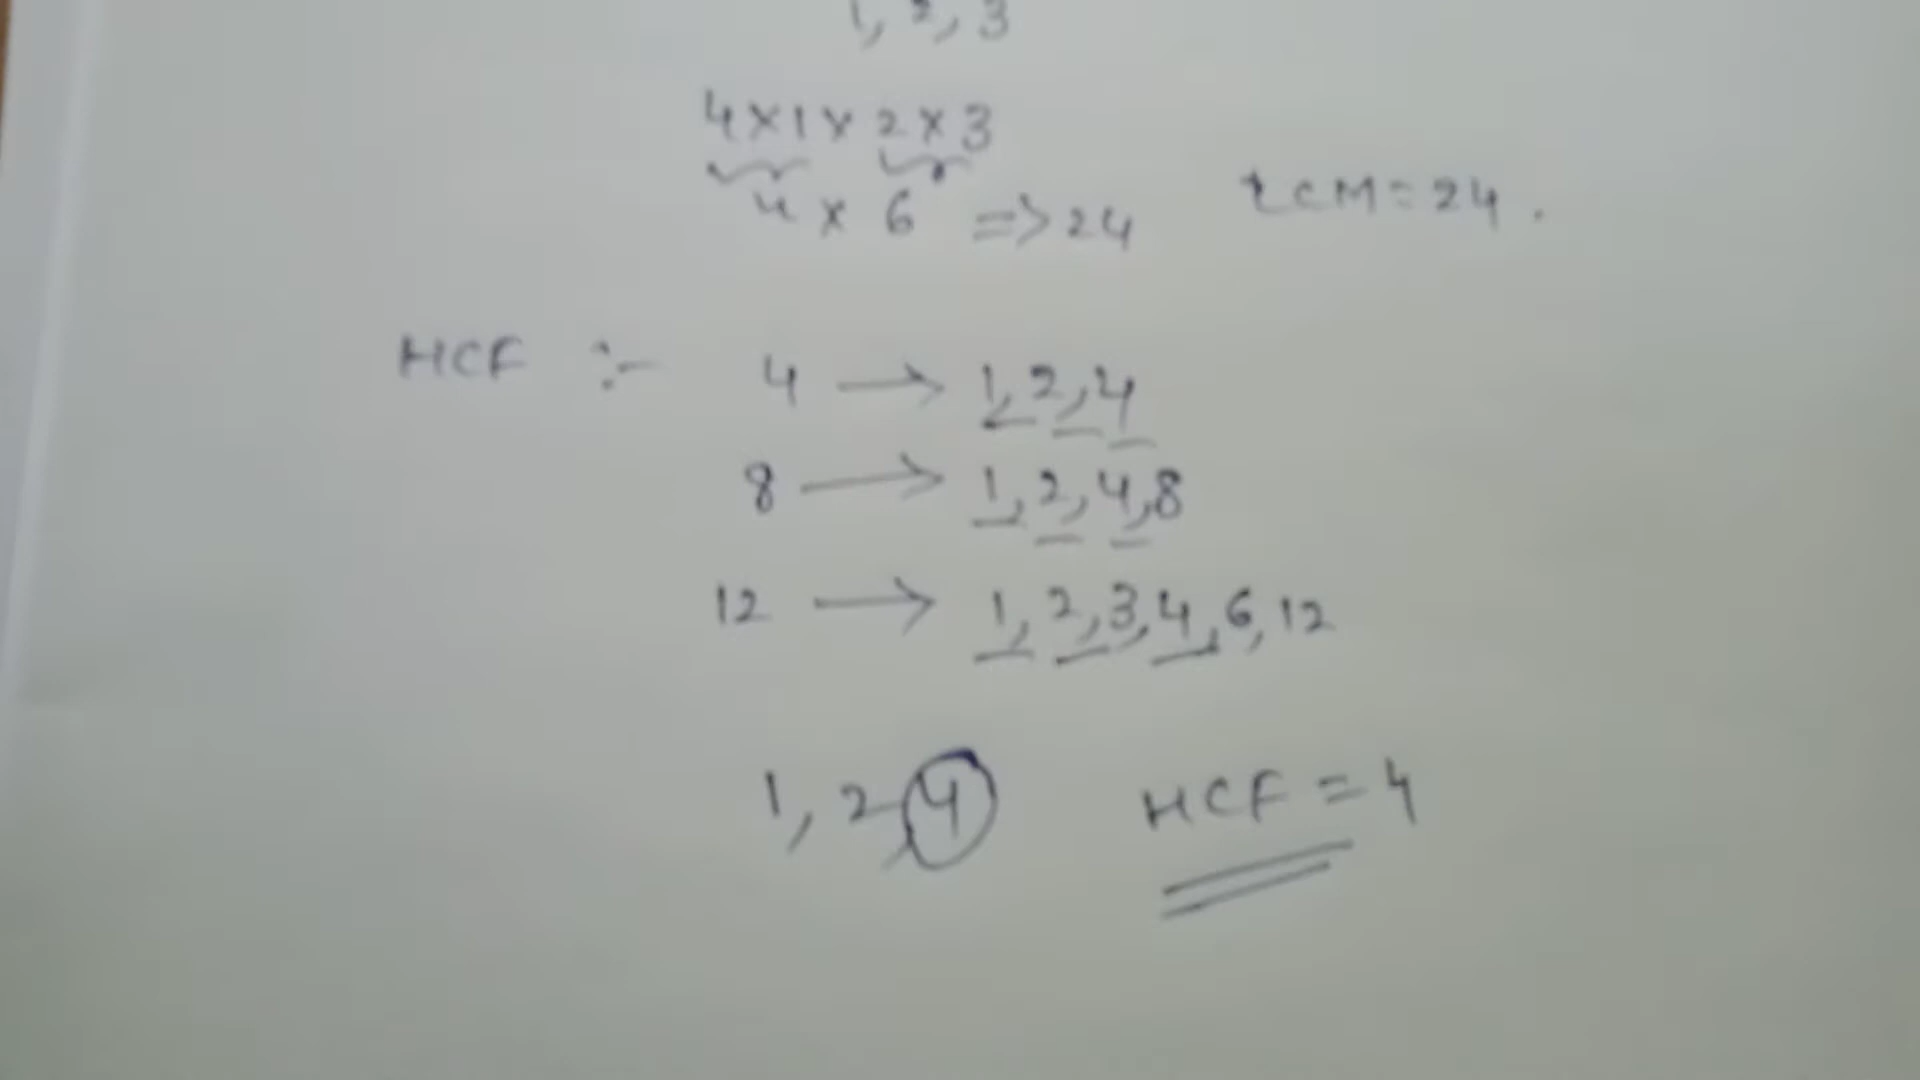 1, 2, 3
4 x 1 x 2 x 3
4 x 6 => 24
LCM = 24.
HCF :- 4 → 1, 2, 4
8 → 1, 2, 4, 8
12 → 1, 2, 3, 4, 6, 12
1, 2, 4
HCF = 4